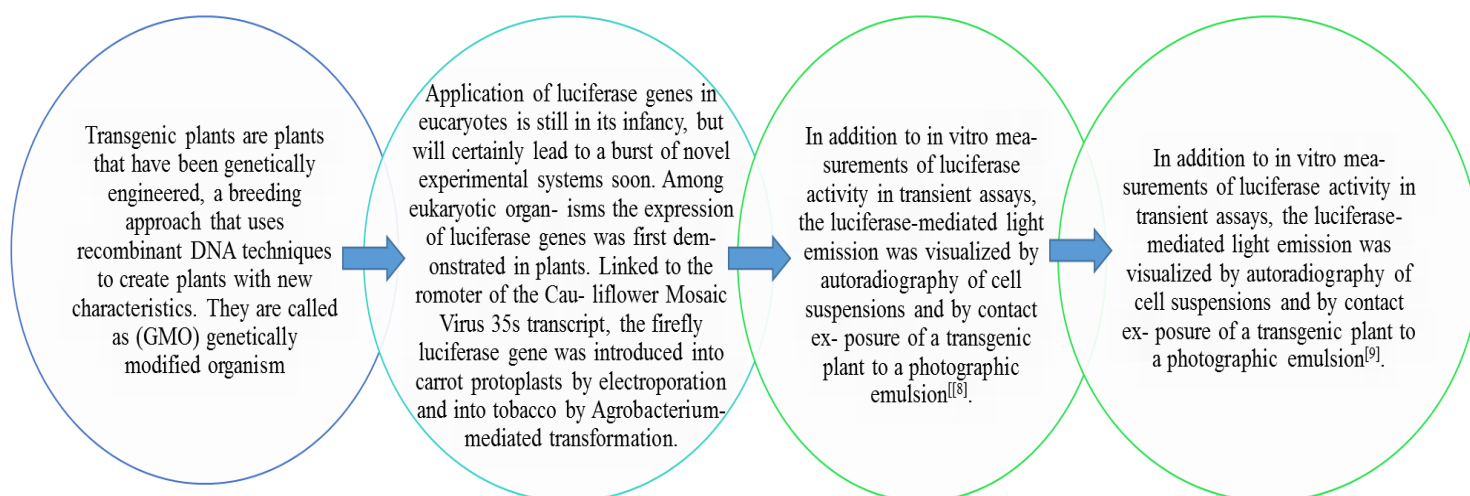 Transgenic plants are plants
that have been genetically
engineered, a breeding
approach that uses
recombinant DNA techniques
to create plants with new
characteristics. They are called
as (GMO) genetically
modified organism
Application of luciferase genes in
eucaryotes is still in its infancy, but
will certainly lead to a burst of novel
experimental systems soon. Among
eukaryotic organ- isms the expression
of luciferase genes was first dem-
onstrated in plants. Linked to the
romoter of the Cau- liflower Mosaic
Virus 35s transcript, the firefly
luciferase gene was introduced into
carrot protoplasts by electroporation
and into tobacco by Agrobacterium-
mediated transformation.
In addition to in vitro mea-
surements of luciferase
activity in transient assays,
the luciferase-mediated light
emission was visualized by
autoradiography of cell
suspensions and by contact
ex- posure of a transgenic
plant to a photographic
emulsion[[8].
In addition to in vitro mea-
surements of luciferase activity in
transient assays, the luciferase-
mediated light emission was
visualized by autoradiography of
cell suspensions and by contact
ex- posure of a transgenic plant to
a photographic emulsion[9].